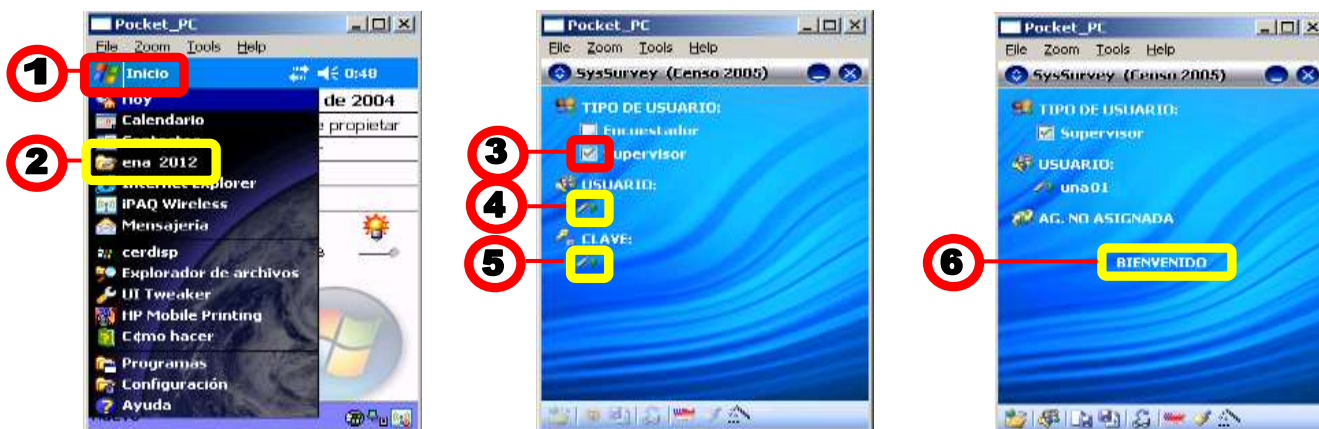 Pocket_PC
File Zoom Tools Help
1
Inicio
0:48
Hoy
de 2004
Calendario
e propietar
2
ena 2012
Internet Explorer
iPAQ Wireless
Mensajería
cerdisp
Explorador de archivos
UI Tweaker
HP Mobile Printing
Cómo hacer
Programas
Configuración
Ayuda
Pocket_PC
File Zoom Tools Help
SysSurvey (Censo 2005)
TIPO DE USUARIO:
Encuestador
3
Supervisor
USUARIO:
4
CLAVE:
5
Pocket_PC
File Zoom Tools Help
SysSurvey (Censo 2005)
TIPO DE USUARIO:
Supervisor
USUARIO:
una01
AG. NO ASIGNADA
6
BIENVENIDO